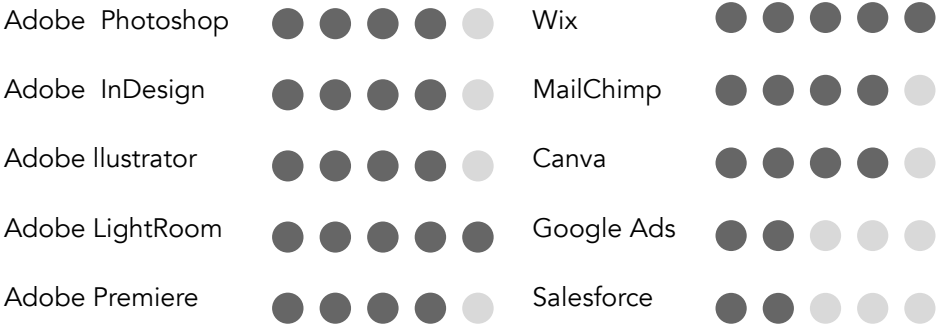 Adobe  Photoshop
Adobe  InDesign
Adobe llustrator
Adobe LightRoom
Adobe Premiere
Wix
MailChimp
Canva
Google Ads
Salesforce